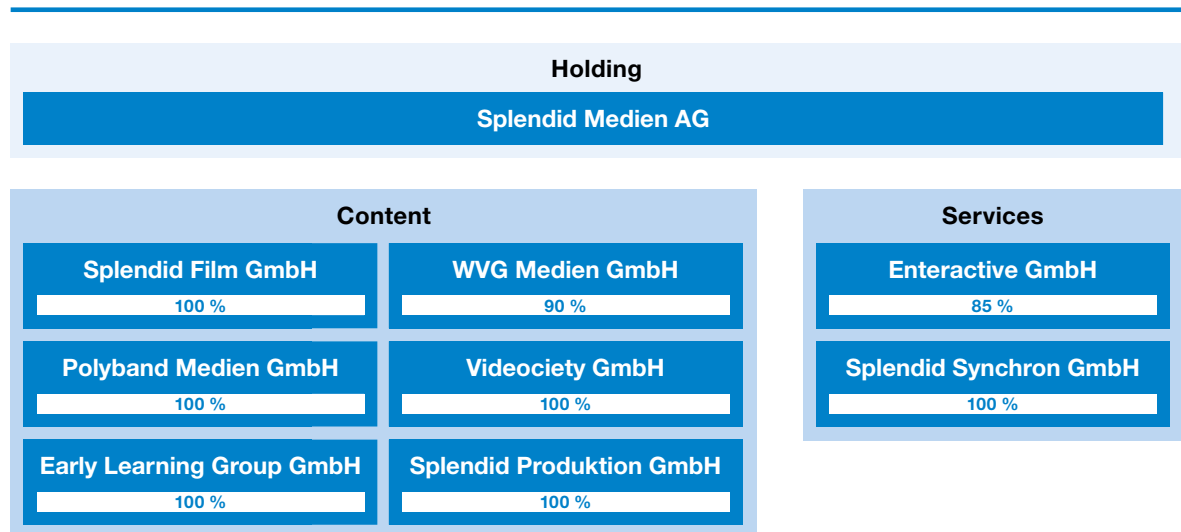 Holding
Splendid Medien AG
Content
Splendid Film GmbH
100 %
WVG Medien GmbH
90 %
Polyband Medien GmbH
100 %
Videociety GmbH
100 %
Early Learning Group GmbH
100 %
Splendid Produktion GmbH
100 %
Services
Enteractive GmbH
85 %
Splendid Synchron GmbH
100 %